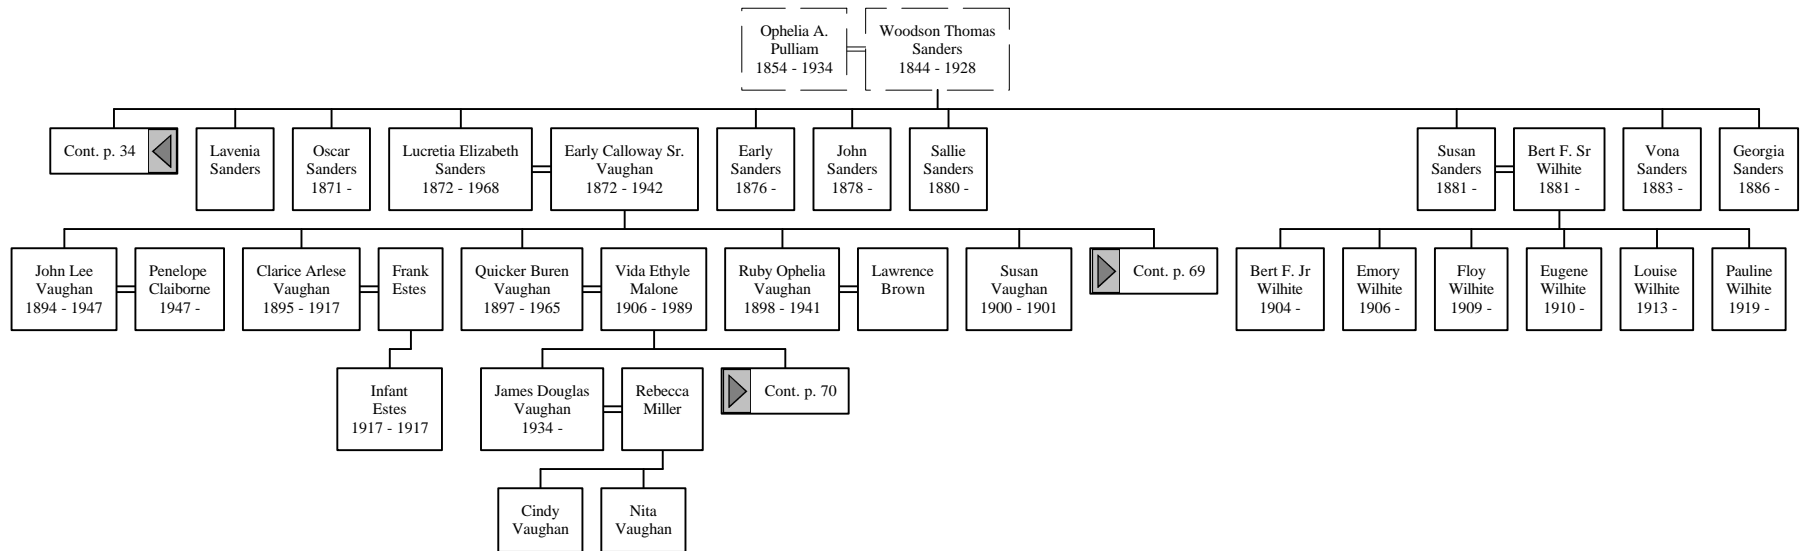 Ophelia A.
Pulliam
1854 - 1934
Woodson Thomas
Sanders
1844 - 1928
Cont. p. 34
Lavenia
Sanders
Oscar
Sanders
1871 -
Lucretia Elizabeth
Sanders
1872 - 1968
Early Calloway Sr.
Vaughan
1872 - 1942
Early
Sanders
1876 -
John
Sanders
1878 -
Sallie
Sanders
1880 -
Susan
Sanders
1881 -
Bert F. Sr
Wilhite
1881 -
Vona
Sanders
1883 -
Georgia
Sanders
1886 -
John Lee
Vaughan
1894 - 1947
Penelope
Claiborne
1947 -
Clarice Arlese
Vaughan
1895 - 1917
Frank
Estes
Quicker Buren
Vaughan
1897 - 1965
Vida Ethyle
Malone
1906 - 1989
Ruby Ophelia
Vaughan
1898 - 1941
Lawrence
Brown
Susan
Vaughan
1900 - 1901
Cont. p. 69
Bert F. Jr
Wilhite
1904 -
Emory
Wilhite
1906 -
Floy
Wilhite
1909 -
Eugene
Wilhite
1910 -
Louise
Wilhite
1913 -
Pauline
Wilhite
1919 -
Infant
Estes
1917 - 1917
James Douglas
Vaughan
1934 -
Rebecca
Miller
Cont. p. 70
Cindy
Vaughan
Nita
Vaughan